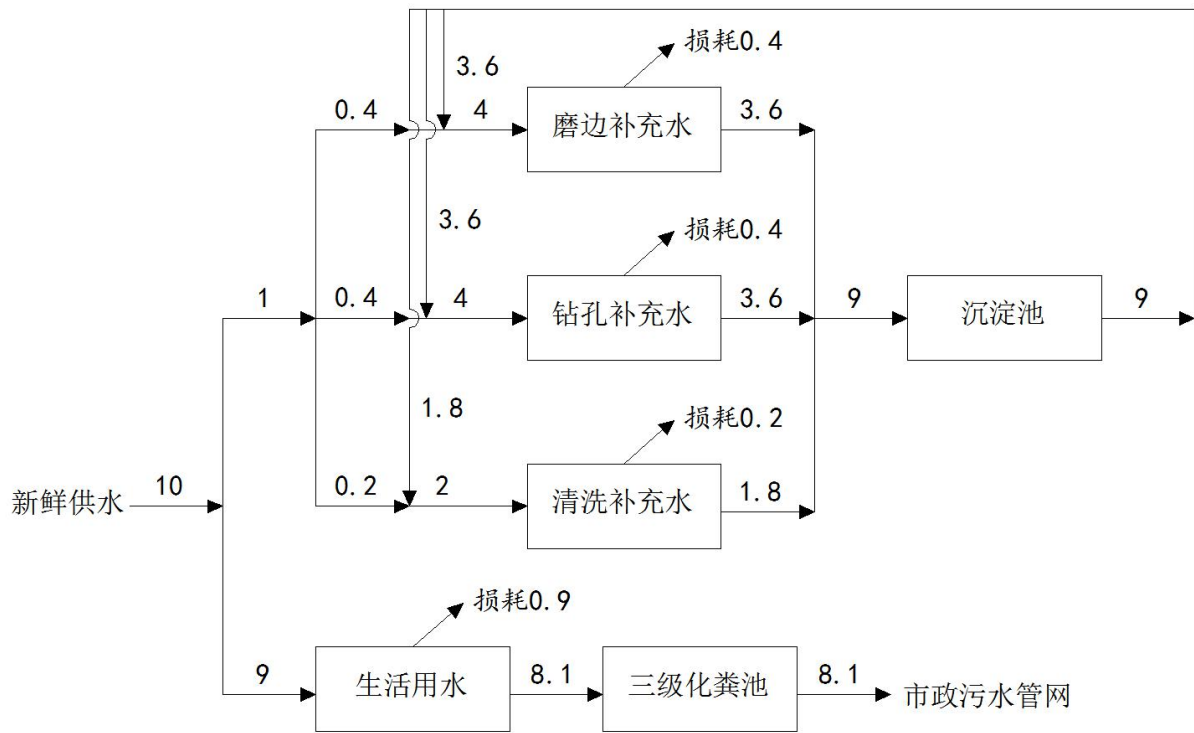 损耗0.4
3.6
0.4
4
磨边补充水
3.6
损耗0.4
3.6
1
0.4
4
钻孔补充水
3.6
9
沉淀池
9
损耗0.2
1.8
新鲜供水
10
0.2
2
清洗补充水
1.8
损耗0.9
9
生活用水
8.1
三级化粪池
8.1
市政污水管网